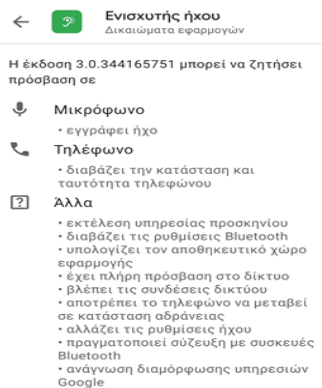 Ενισχυτής ήχου
Δικαιώματα εφαρμογών
Η έκδοση 3.0.344165751 μπορεί να ζητήσει
πρόσβαση σε
Μικρόφωνο
• εγγράφει ήχο
Τηλέφωνο
• διαβάζει την κατάσταση και
ταυτότητα τηλεφώνου
Άλλα
• εκτέλεση υπηρεσίας προσκηνίου
• διαβάζει τις ρυθμίσεις Bluetooth
• υπολογίζει τον αποθηκευτικό χώρο
εφαρμογής
• έχει πλήρη πρόσβαση στο δίκτυο
• βλέπει τις συνδέσεις δικτύου
• αποτρέπει το τηλεφώνο να μεταβεί
σε κατάσταση αδράνειας
• αλλάζει τις ρυθμίσεις ήχου
• πραγματοποιεί σύζευξη με συσκευές
Bluetooth
• ανάγνωση διαμόρφωσης υπηρεσιών
Google